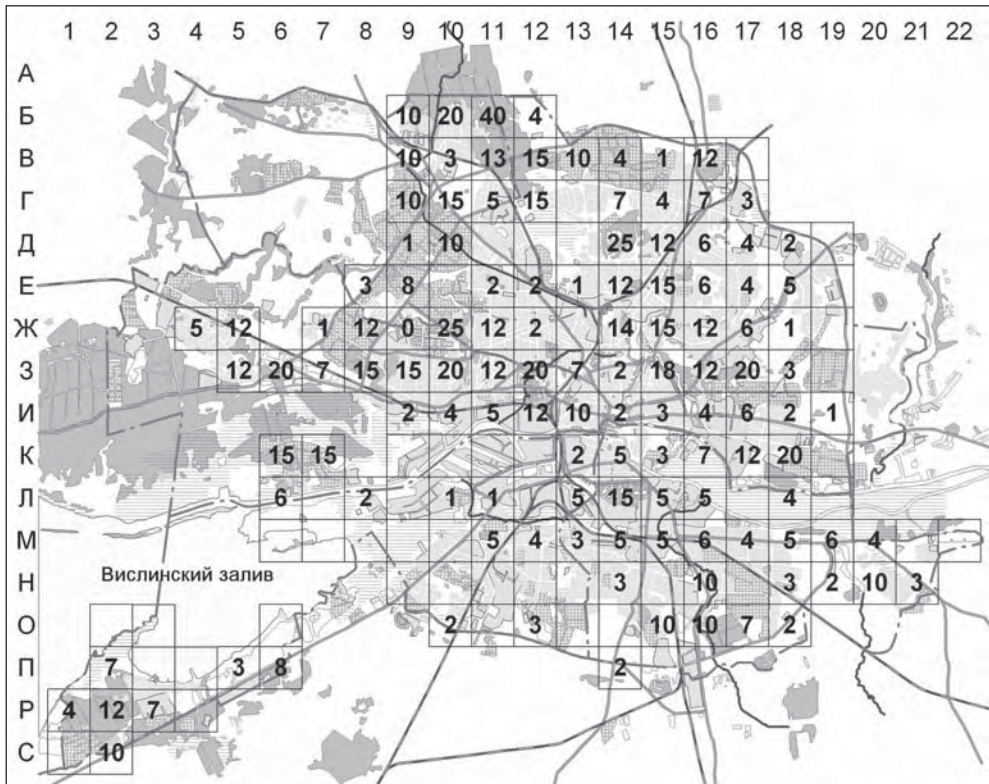 1 2 3 4 5 6 7 8 9 10 11 12 13 14 15 16 17 18 19 20 21 22
А
Б 10 20 40 4
В 10 3 13 15 10 4 1 12
Г 10 15 5 15 7 4 7 3
Д 1 10 25 12 6 4 2
Е 3 8 2 2 1 12 15 6 4 5
Ж 5 12 1 12 0 25 12 2 14 15 12 6 1
З 12 20 7 15 15 20 12 20 7 2 18 12 20 3
И 2 4 5 12 10 2 3 4 6 2 1
К 15 15 2 5 3 7 12 20
Л 6 2 1 1 5 15 5 5 4
М 5 4 3 5 5 6 4 5 6 4
Вислинский залив
Н 3 10 3 2 10 3
О 2 3 10 10 7 2
П 7 3 8 2
Р 4 12 7
С 10